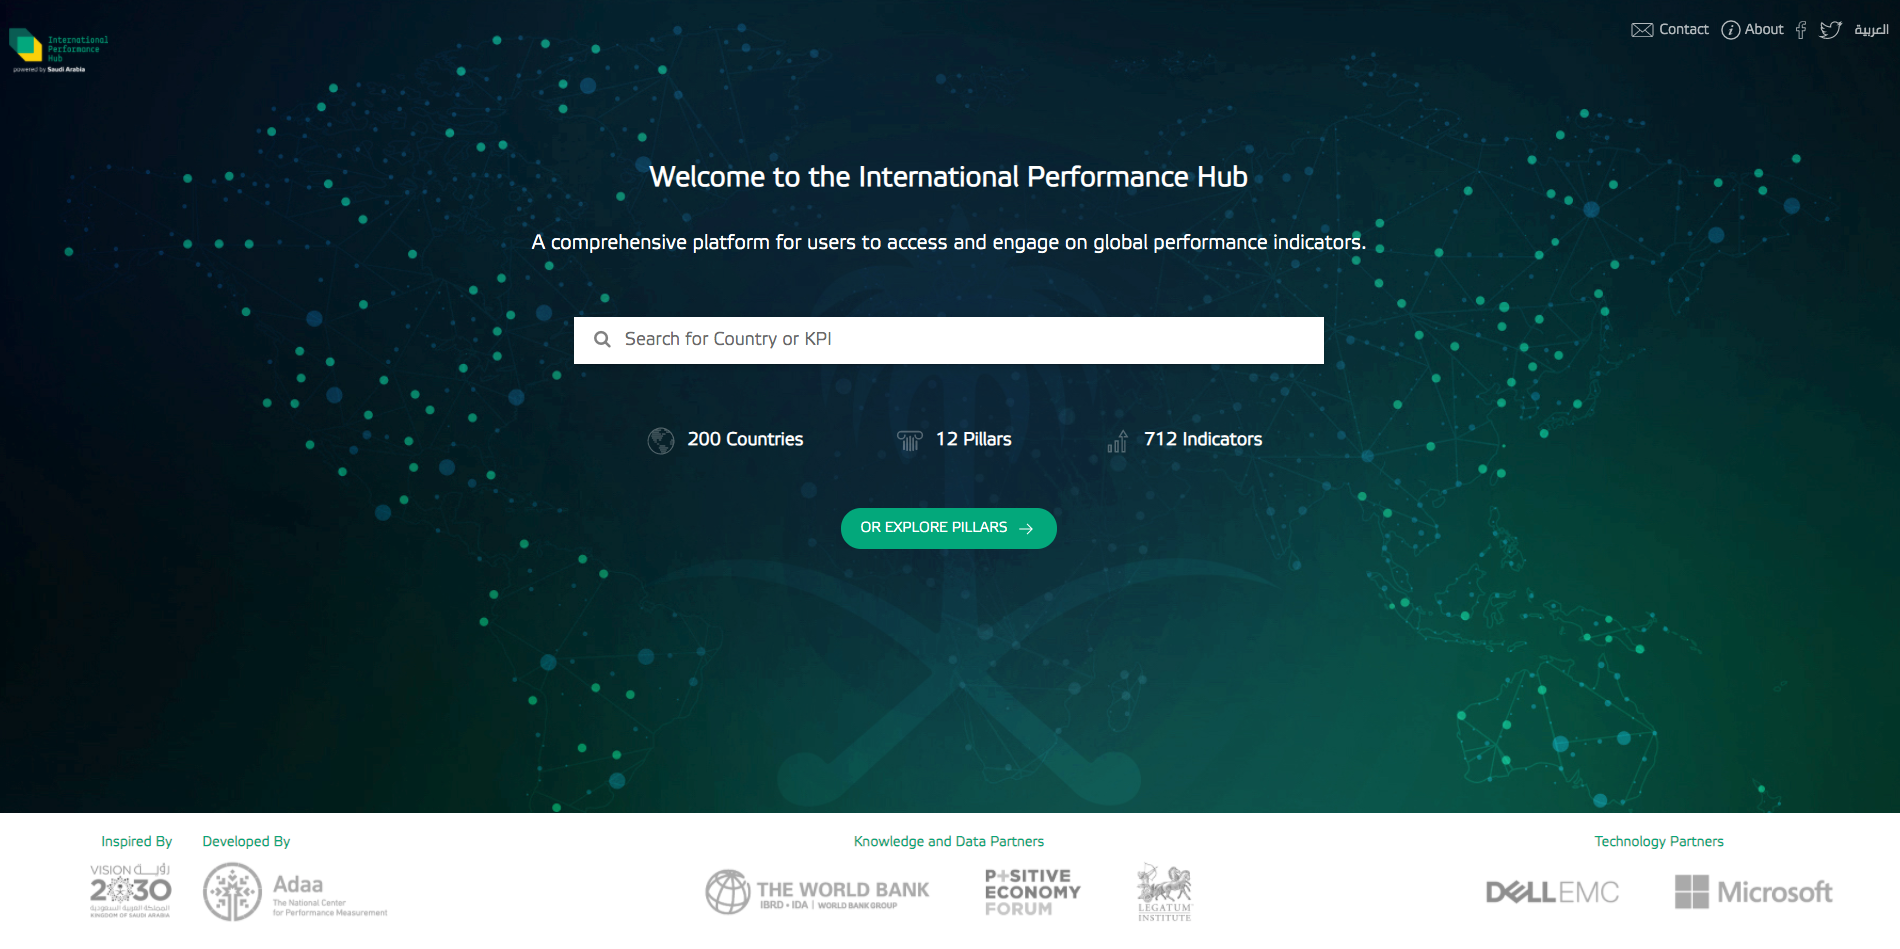 International
Performance
Hub
powered by Saudi Arabia
Contact
About
العربية
Welcome to the International Performance Hub
A comprehensive platform for users to access and engage on global performance indicators.
Search for Country or KPI
200 Countries
12 Pillars
712 Indicators
OR EXPLORE PILLARS
Inspired By
VISION رؤيـــة
2030
المملكة العربية السعودية
KINGDOM OF SAUDI ARABIA
Developed By
Adaa
The National Center
for Performance Measurement
Knowledge and Data Partners
THE WORLD BANK
IBRD • IDA | WORLD BANK GROUP
P+SITIVE
ECONOMY
FORUM
LEGATUM
INSTITUTE
Technology Partners
DELLEMC
Microsoft